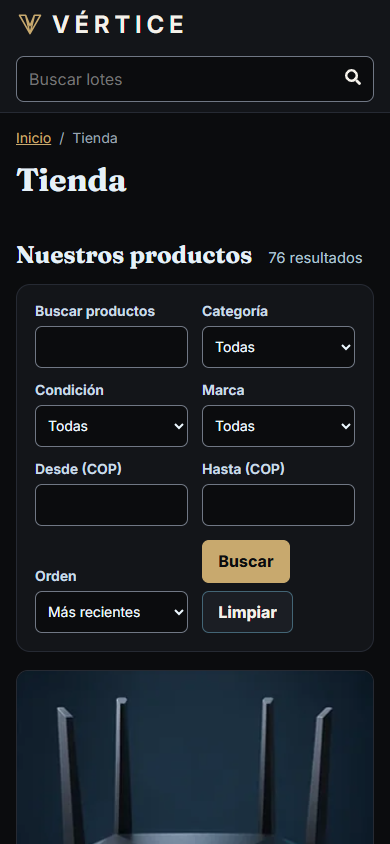 VÉRTICE
Buscar lotes
Inicio / Tienda
Tienda
Nuestros productos 76 resultados
Buscar productos Categoría
Todas
Condición Marca
Todas Todas
Desde (COP) Hasta (COP)
Buscar
Orden
Más recientes Limpiar